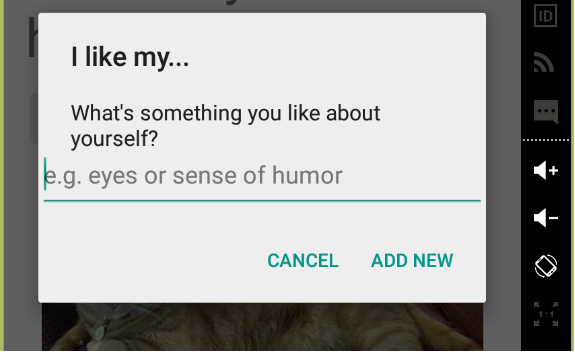 I like my...
What's something you like about
yourself?
e.g. eyes or sense of humor
CANCEL
ADD NEW
ID
1:1